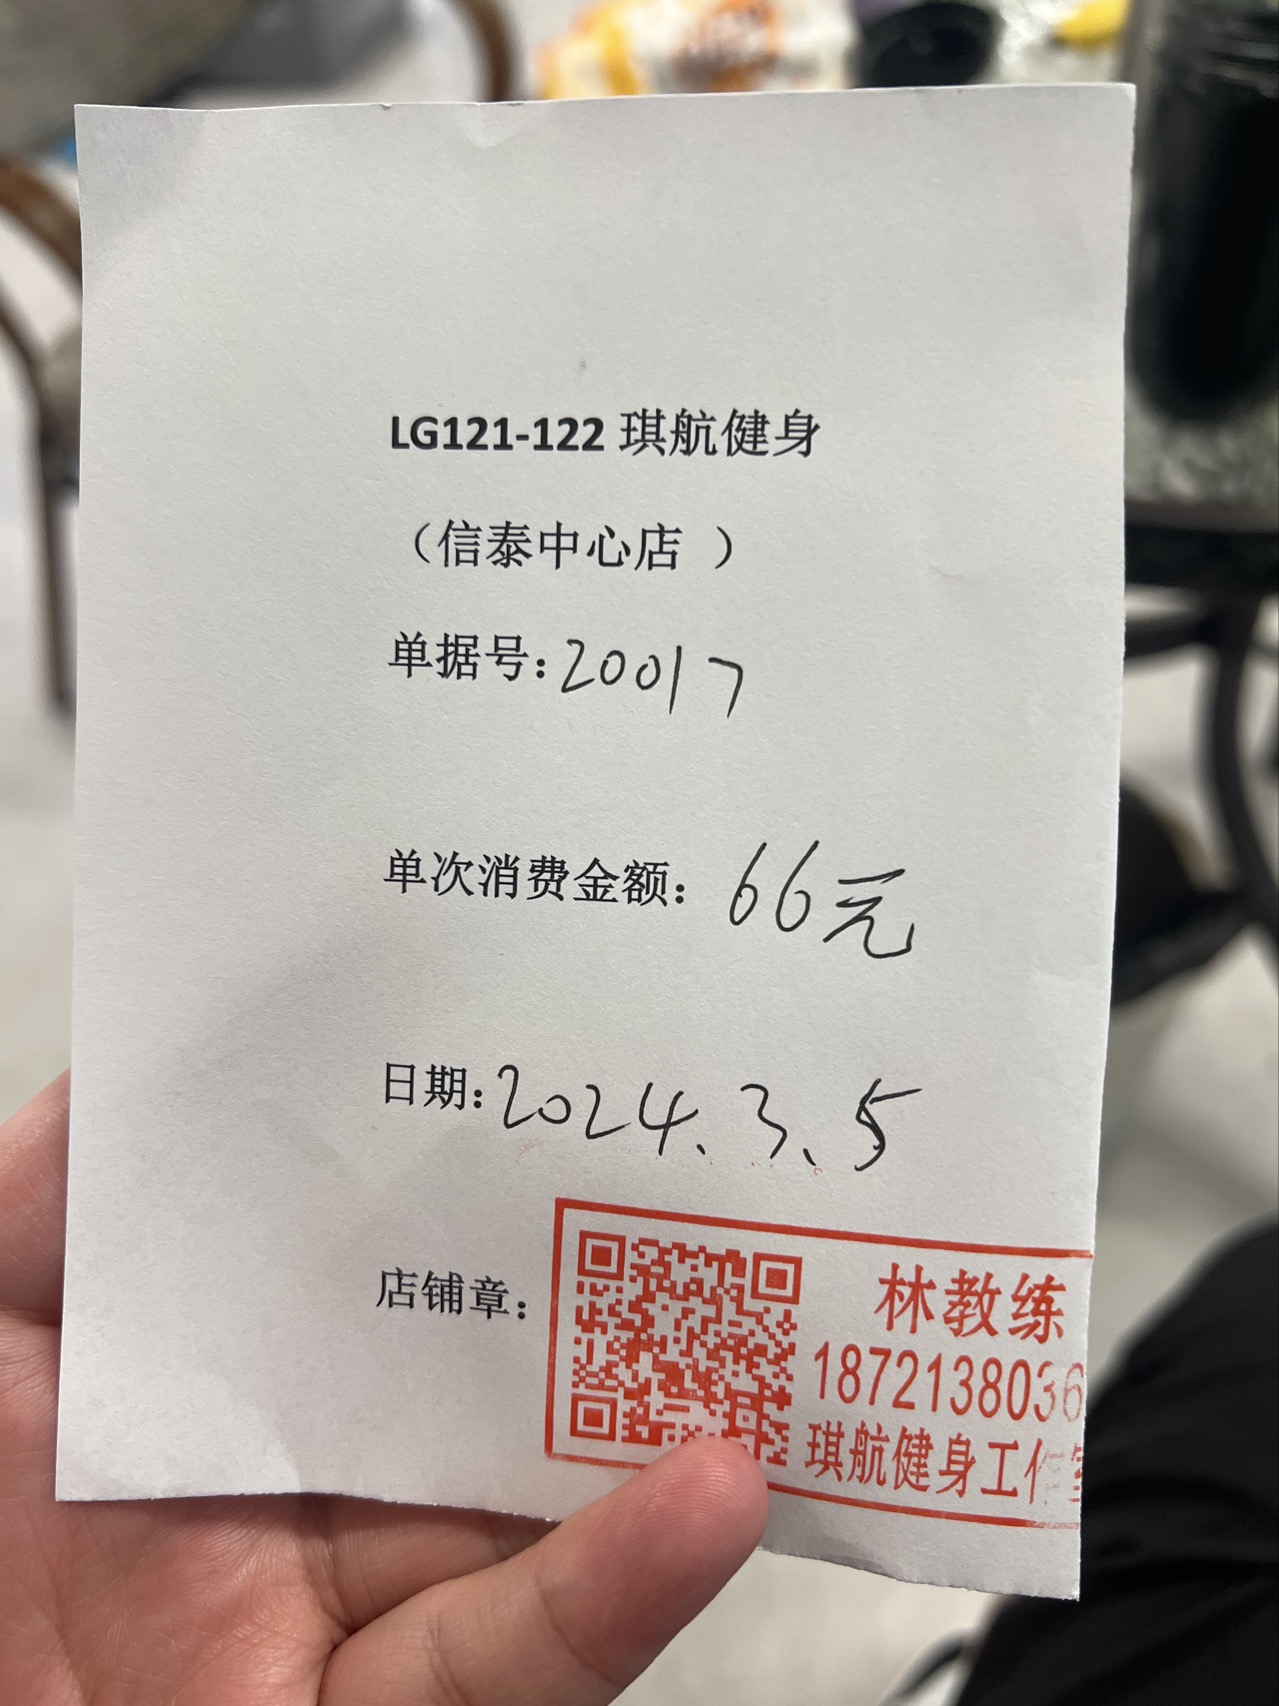 LG121-122 琪航健身
（信泰中心店 ）
单据号：20017
单次消费金额：66元
日期：2024.3.5
店铺章：
林教练
1872138036
琪航健身工作室